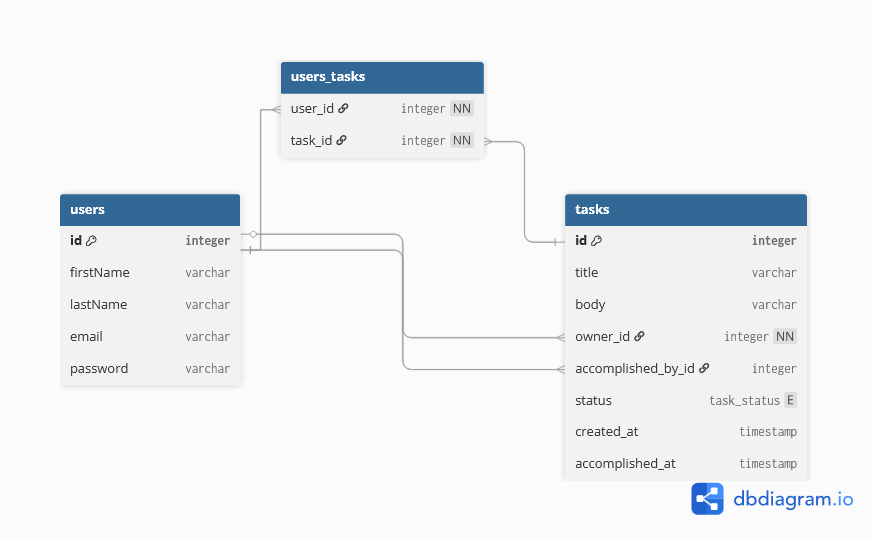 users_tasks
user_id integer NN
task_id integer NN
users
id integer
firstName varchar
lastName varchar
email varchar
password varchar
tasks
id integer
title varchar
body varchar
owner_id integer NN
accomplished_by_id integer
status task_status E
created_at timestamp
accomplished_at timestamp
dbdiagram.io